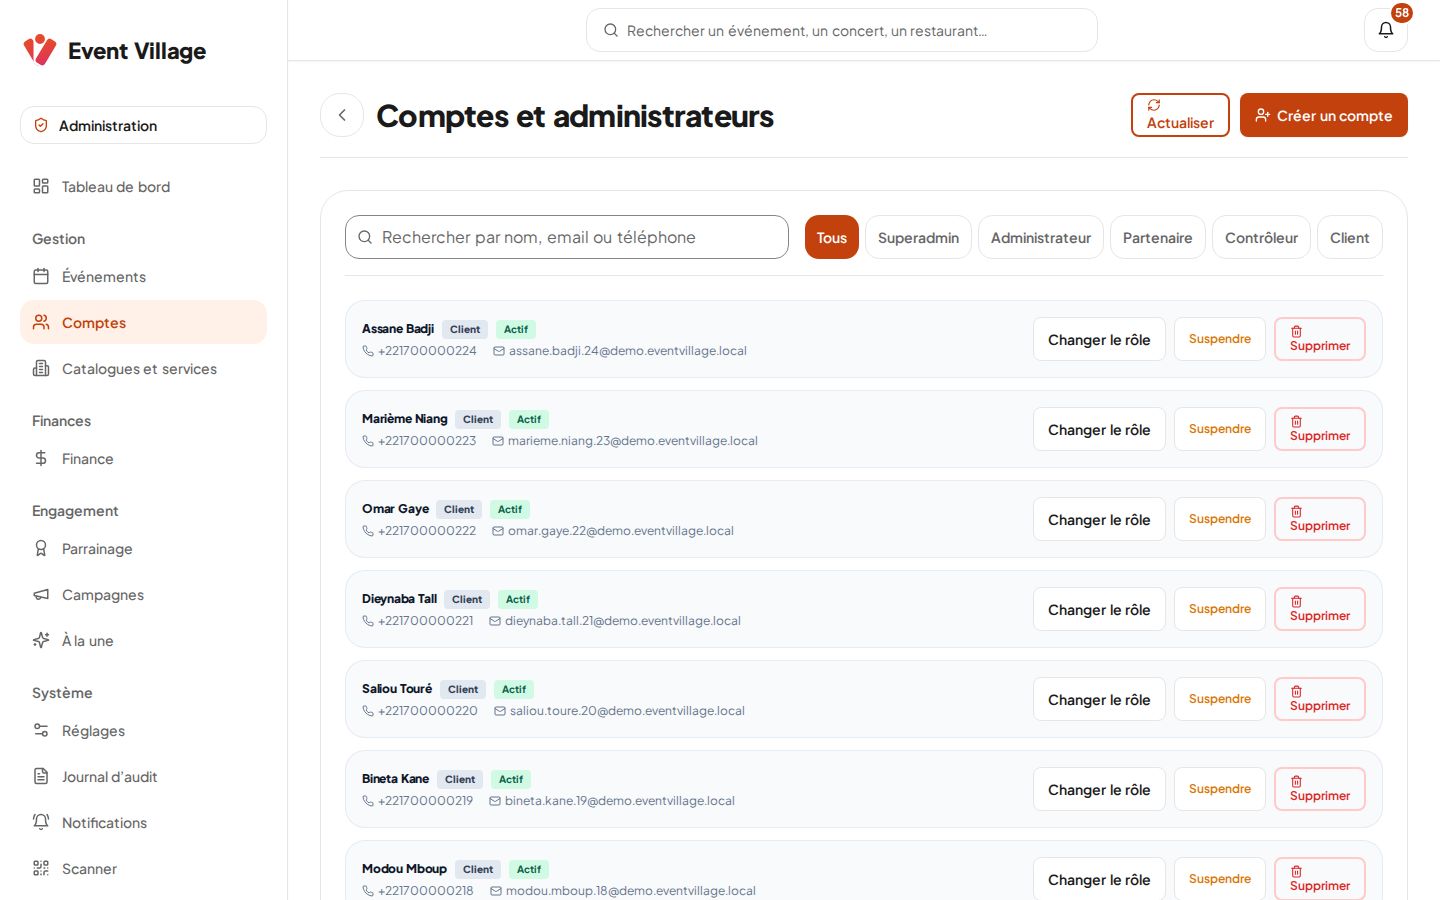 Event Village
Rechercher un événement, un concert, un restaurant...
58
Administration
Tableau de bord
Gestion
Événements
Comptes
Catalogues et services
Finances
Finance
Engagement
Parrainage
Campagnes
À la une
Système
Réglages
Journal d'audit
Notifications
Scanner
Comptes et administrateurs
Actualiser
Créer un compte
Rechercher par nom, email ou téléphone
Tous Superadmin Administrateur Partenaire Contrôleur Client
Assane Badji Client Actif
+221700000224 assane.badji.24@demo.eventvillage.local
Changer le rôle Suspendre Supprimer
Marième Niang Client Actif
+221700000223 marieme.niang.23@demo.eventvillage.local
Changer le rôle Suspendre Supprimer
Omar Gaye Client Actif
+221700000222 omar.gaye.22@demo.eventvillage.local
Changer le rôle Suspendre Supprimer
Dieynaba Tall Client Actif
+221700000221 dieynaba.tall.21@demo.eventvillage.local
Changer le rôle Suspendre Supprimer
Saliou Touré Client Actif
+221700000220 saliou.toure.20@demo.eventvillage.local
Changer le rôle Suspendre Supprimer
Bineta Kane Client Actif
+221700000219 bineta.kane.19@demo.eventvillage.local
Changer le rôle Suspendre Supprimer
Modou Mboup Client Actif
+221700000218 modou.mboup.18@demo.eventvillage.local
Changer le rôle Suspendre Supprimer